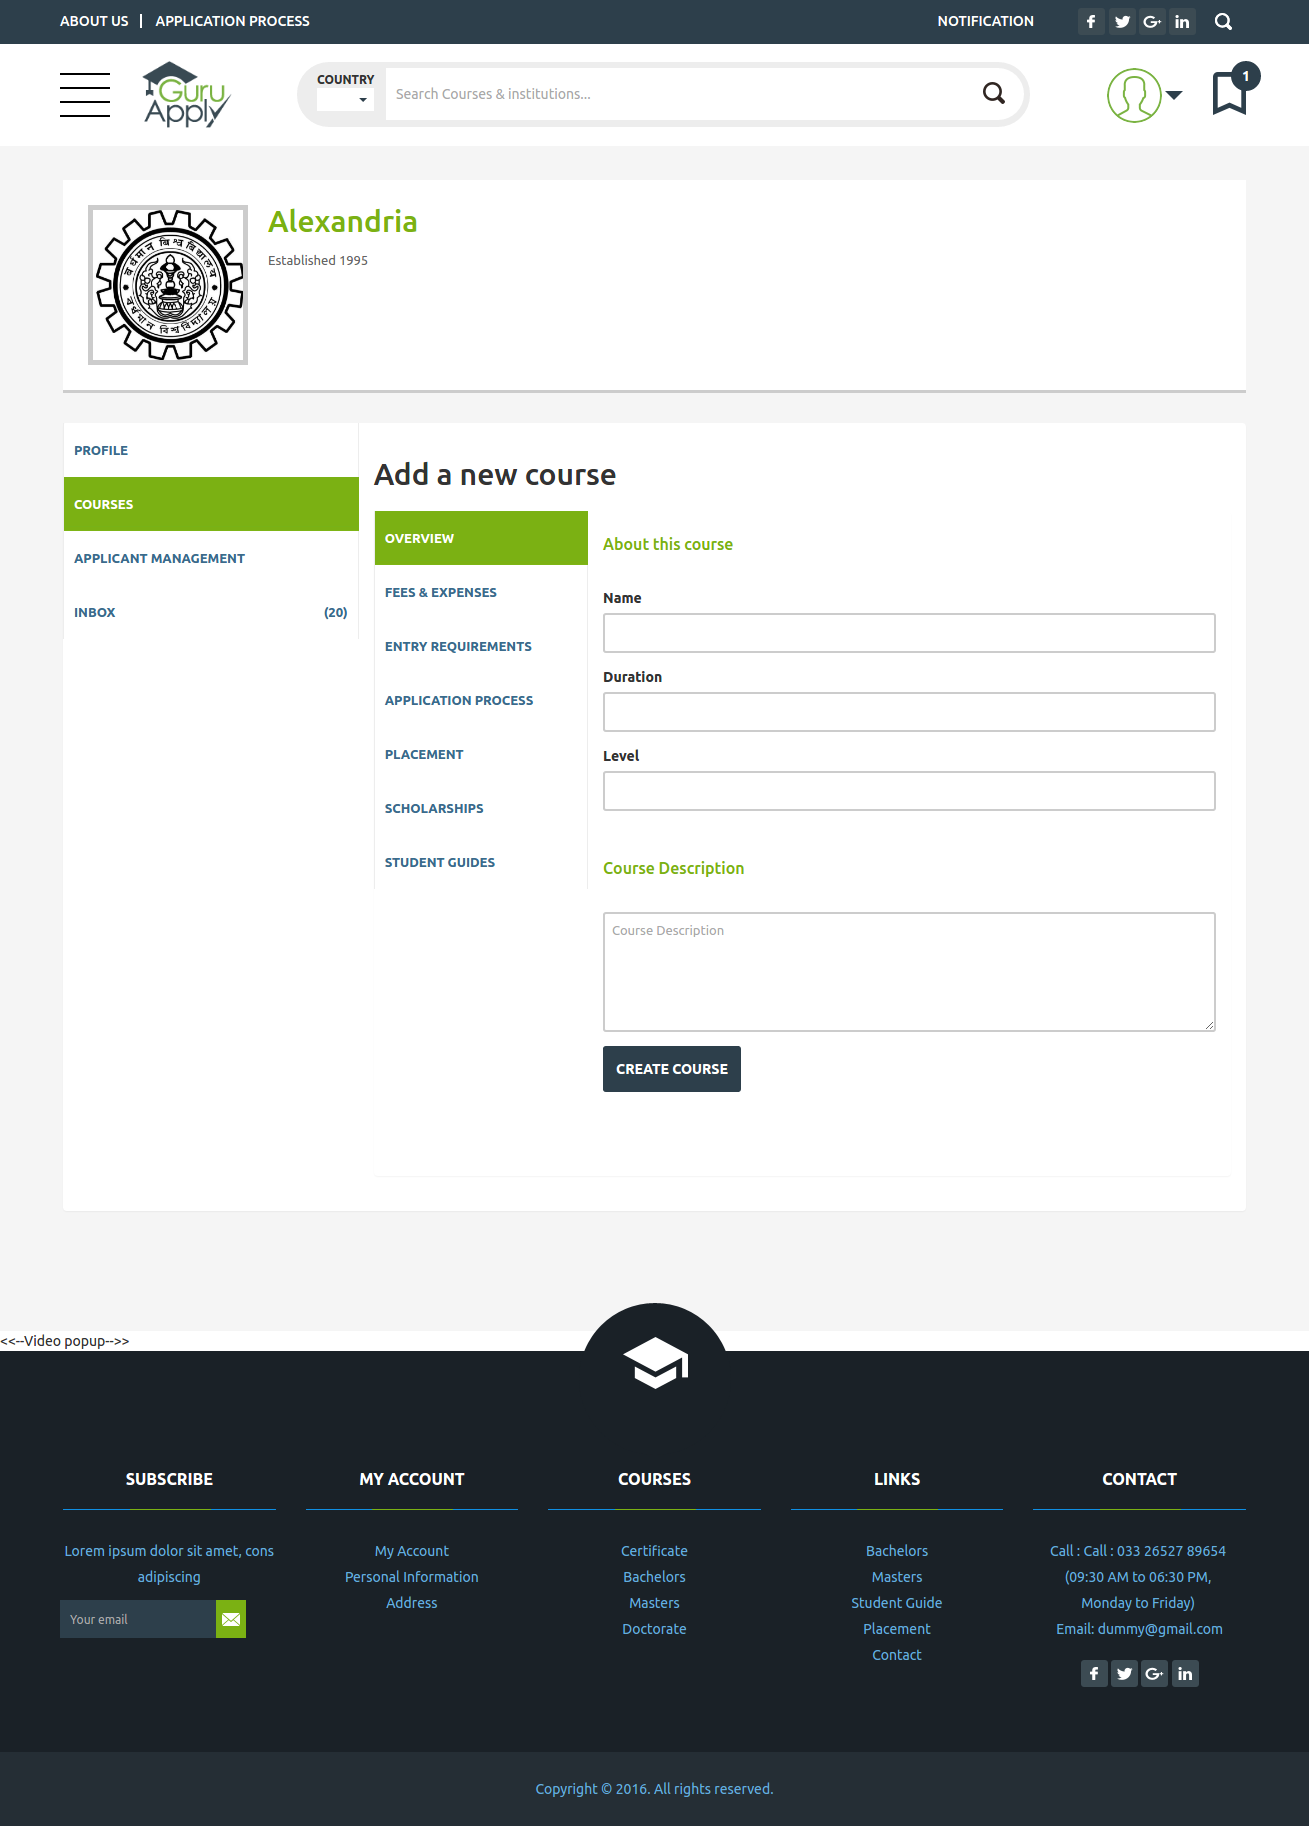 ABOUT US
APPLICATION PROCESS
NOTIFICATION
COUNTRY
Guru
Apply
Search Courses & institutions...
1
Alexandria
Established 1995
PROFILE
COURSES
APPLICANT MANAGEMENT
INBOX (20)
Add a new course
OVERVIEW
FEES & EXPENSES
ENTRY REQUIREMENTS
APPLICATION PROCESS
PLACEMENT
SCHOLARSHIPS
STUDENT GUIDES
About this course
Name
Duration
Level
Course Description
Course Description
CREATE COURSE
<<--Video popup-->>
SUBSCRIBE
Lorem ipsum dolor sit amet, cons
adipiscing
Your email
MY ACCOUNT
My Account
Personal Information
Address
COURSES
Certificate
Bachelors
Masters
Doctorate
LINKS
Bachelors
Masters
Student Guide
Placement
Contact
CONTACT
Call : Call : 033 26527 89654
(09:30 AM to 06:30 PM,
Monday to Friday)
Email: dummy@gmail.com
Copyright © 2016. All rights reserved.